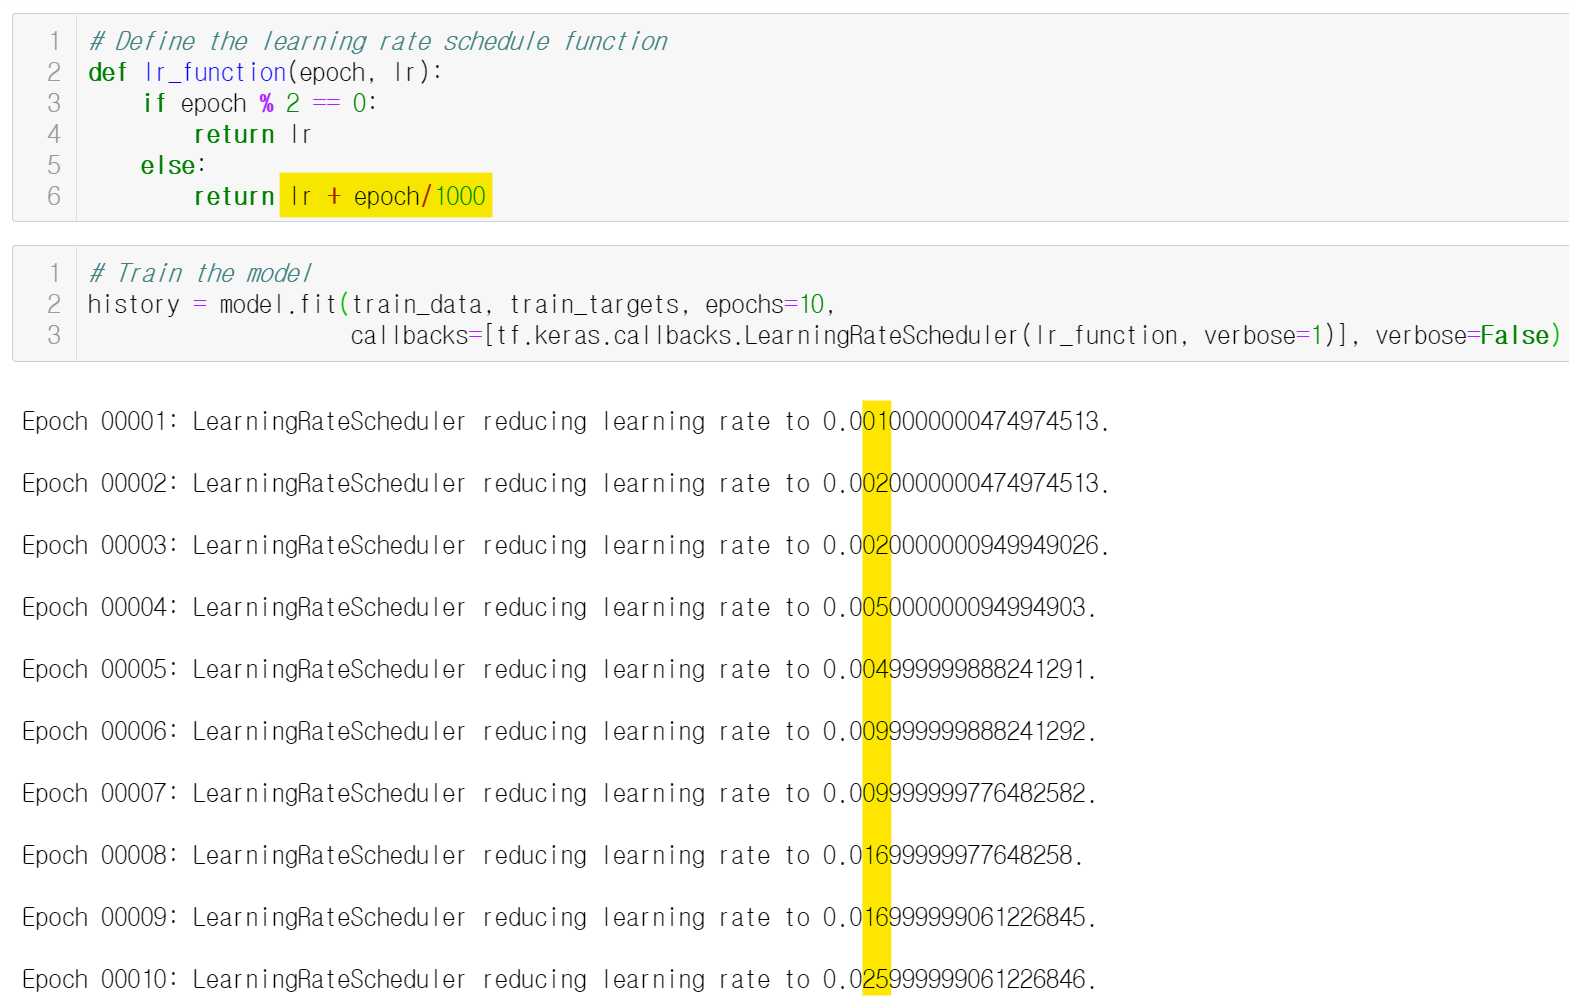 1 # Define the learning rate schedule function
2 def lr_function(epoch, lr):
3 if epoch % 2 == 0:
4 return lr
5 else:
6 return lr + epoch/1000
1 # Train the model
2 history = model.fit(train_data, train_targets, epochs=10,
3 callbacks=[tf.keras.callbacks.LearningRateScheduler(lr_function, verbose=1)], verbose=False)
Epoch 00001: LearningRateScheduler reducing learning rate to 0.0010000000474974513.
Epoch 00002: LearningRateScheduler reducing learning rate to 0.0020000000474974513.
Epoch 00003: LearningRateScheduler reducing learning rate to 0.0020000000949949026.
Epoch 00004: LearningRateScheduler reducing learning rate to 0.005000000094994903.
Epoch 00005: LearningRateScheduler reducing learning rate to 0.004999999888241291.
Epoch 00006: LearningRateScheduler reducing learning rate to 0.009999999888241292.
Epoch 00007: LearningRateScheduler reducing learning rate to 0.009999999776482582.
Epoch 00008: LearningRateScheduler reducing learning rate to 0.01699999977648258.
Epoch 00009: LearningRateScheduler reducing learning rate to 0.016999999061226845.
Epoch 00010: LearningRateScheduler reducing learning rate to 0.025999999061226846.